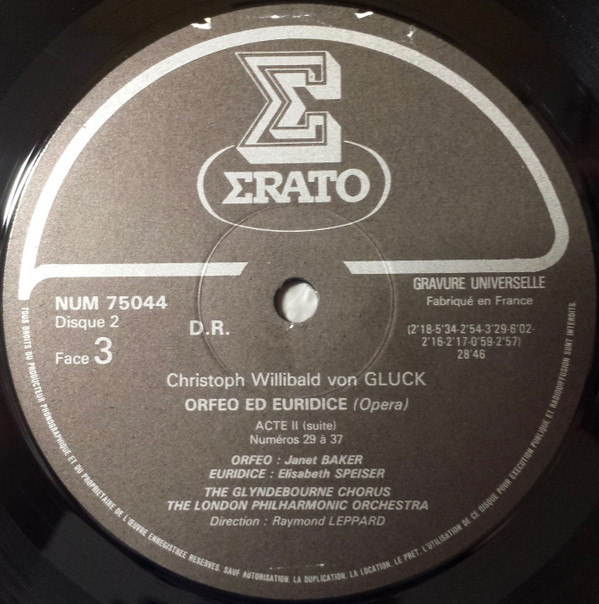 ΣRATO
GRAVURE UNIVERSELLE
Fabriqué en France
NUM 75044
Disque 2
D.R.
Face 3
(2'18-5'34-2'54-3'29-6'02-
2'16-2'17-0'59-2'57)
28'46
Christoph Willibald von GLUCK
ORFEO ED EURIDICE (Opera)
ACTE II (suite)
Numéros 29 à 37
ORFEO : Janet BAKER
EURIDICE : Elisabeth SPEISER
THE GLYNDEBOURNE CHORUS
THE LONDON PHILHARMONIC ORCHESTRA
Direction : Raymond LEPPARD
TOUS DROITS DU PRODUCTEUR PHONOGRAPHIQUE ET DU PROPRIETAIRE DE L'ŒUVRE ENREGISTREE RESERVES. SAUF AUTORISATION, LA DUPLICATION, LA LOCATION, LE PRET, L'UTILISATION DE CE DISQUE POUR EXECUTION PUBLIQUE ET RADIODIFFUSION SONT INTERDITS.